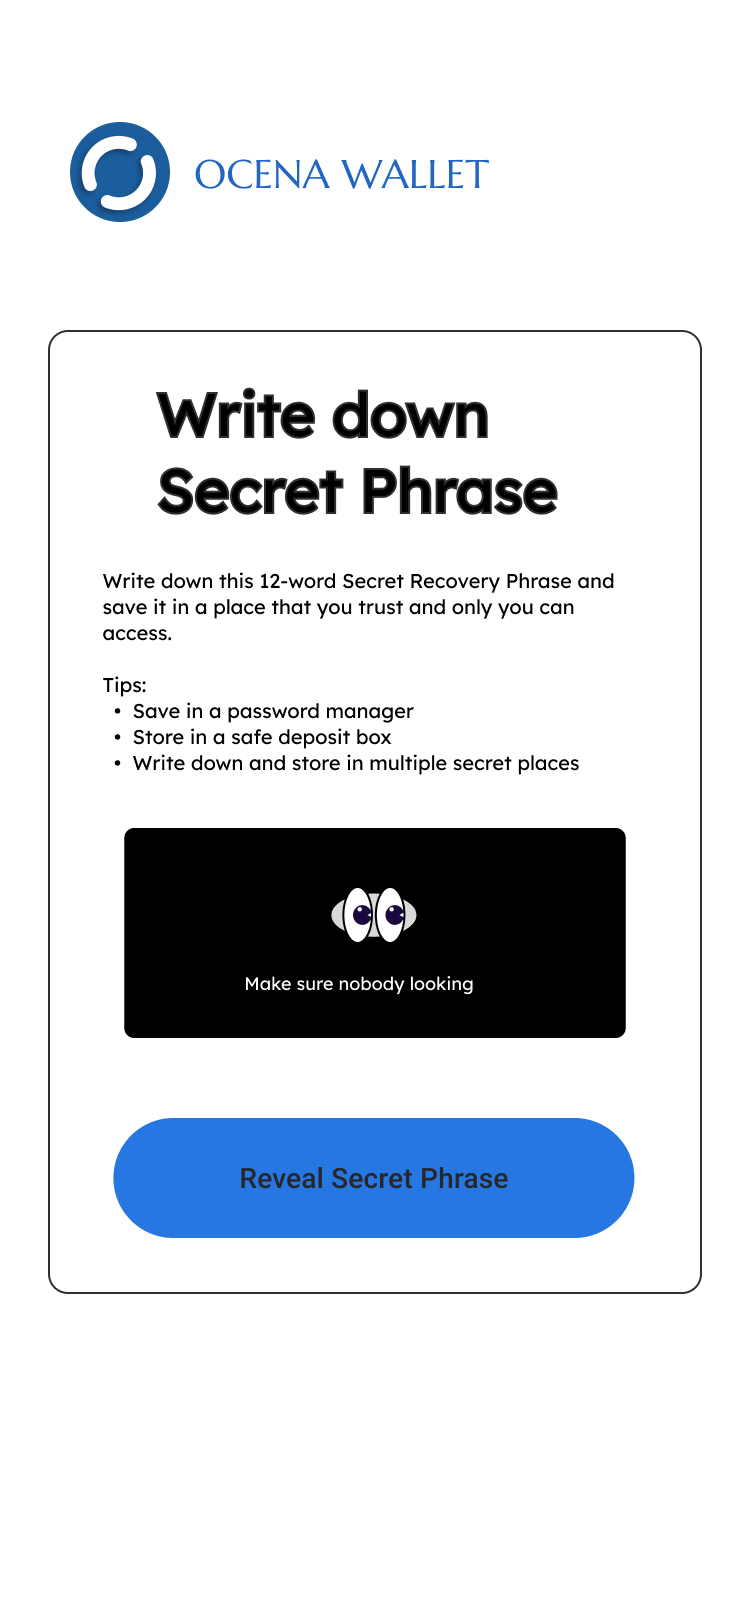 OCENA WALLET
Write down
Secret Phrase
Write down this 12-word Secret Recovery Phrase and
save it in a place that you trust and only you can
access.
Tips:
• Save in a password manager
• Store in a safe deposit box
• Write down and store in multiple secret places
Make sure nobody looking
Reveal Secret Phrase